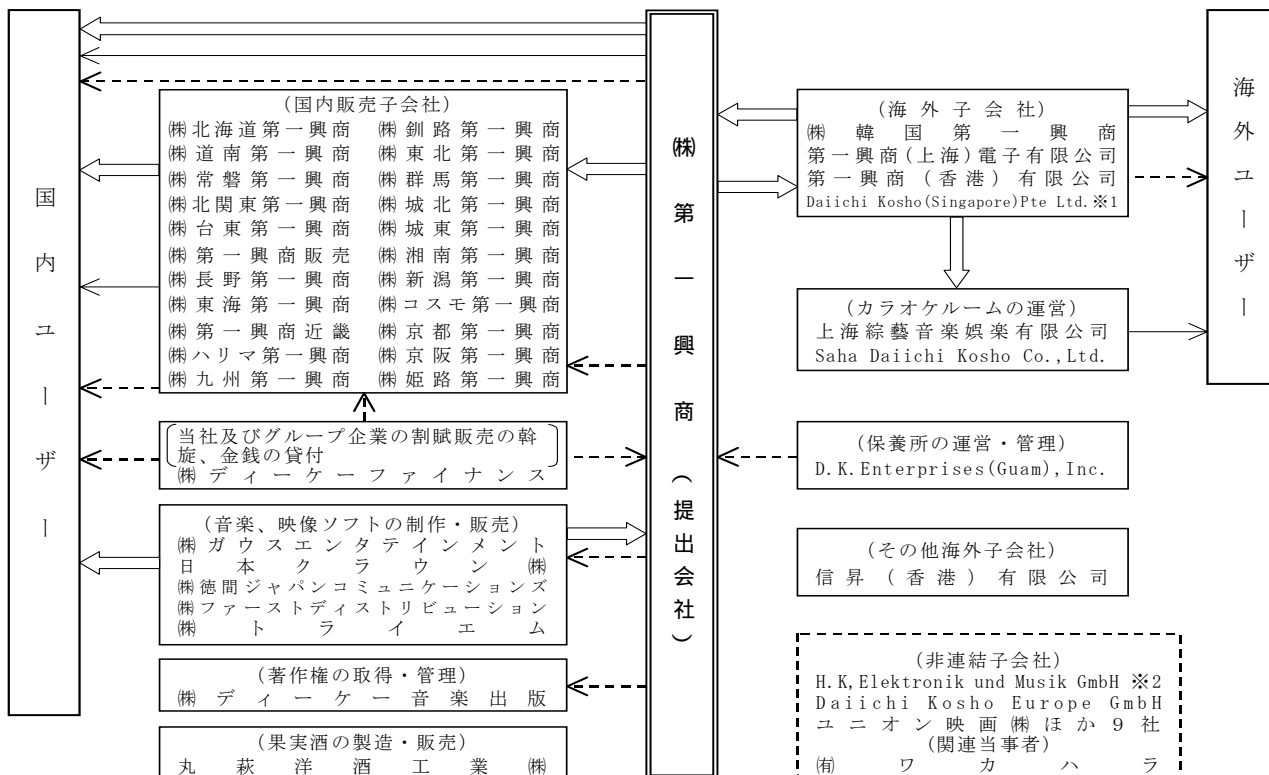 国内ユーザー
(国内販売子会社)
㈱北海道第一興商 ㈱釧路第一興商
㈱道南第一興商 ㈱東北第一興商
㈱常磐第一興商 ㈱群馬第一興商
㈱北関東第一興商 ㈱城北第一興商
㈱台東第一興商 ㈱城東第一興商
㈱第一興商販売 ㈱湘南第一興商
㈱長野第一興商 ㈱新潟第一興商
㈱東海第一興商 ㈱コスモ第一興商
㈱第一興商近畿 ㈱京都第一興商
㈱ハリマ第一興商 ㈱京阪第一興商
㈱九州第一興商 ㈱姫路第一興商
当社及びグループ企業の割賦販売の斡
旋、金銭の貸付
㈱ディーケーファイナンス
(音楽、映像ソフトの制作・販売)
㈱ガウスエンタテインメント
日本クラウン㈱
㈱徳間ジャパンコミュニケーションズ
㈱ファーストディストリビューション
㈱トライエム
(著作権の取得・管理)
㈱ディーケー音楽出版
(果実酒の製造・販売)
丸萩洋酒工業㈱
㈱第一興商(提出会社)
(海外子会社)
㈱韓国第一興商
第一興商(上海)電子有限公司
第一興商(香港)有限公司
Daiichi Kosho(Singapore)Pte Ltd.※1
(カラオケルームの運営)
上海綜藝音楽娯楽有限公司
Saha Daiichi Kosho Co.,Ltd.
(保養所の運営・管理)
D.K.Enterprises(Guam),Inc.
(その他海外子会社)
信昇(香港)有限公司
(非連結子会社)
H.K,Elektronik und Musik GmbH ※2
Daiichi Kosho Europe GmbH
ユニオン映画㈱ほか9社
(関連当事者)
㈲ワカハラ
海外ユーザー